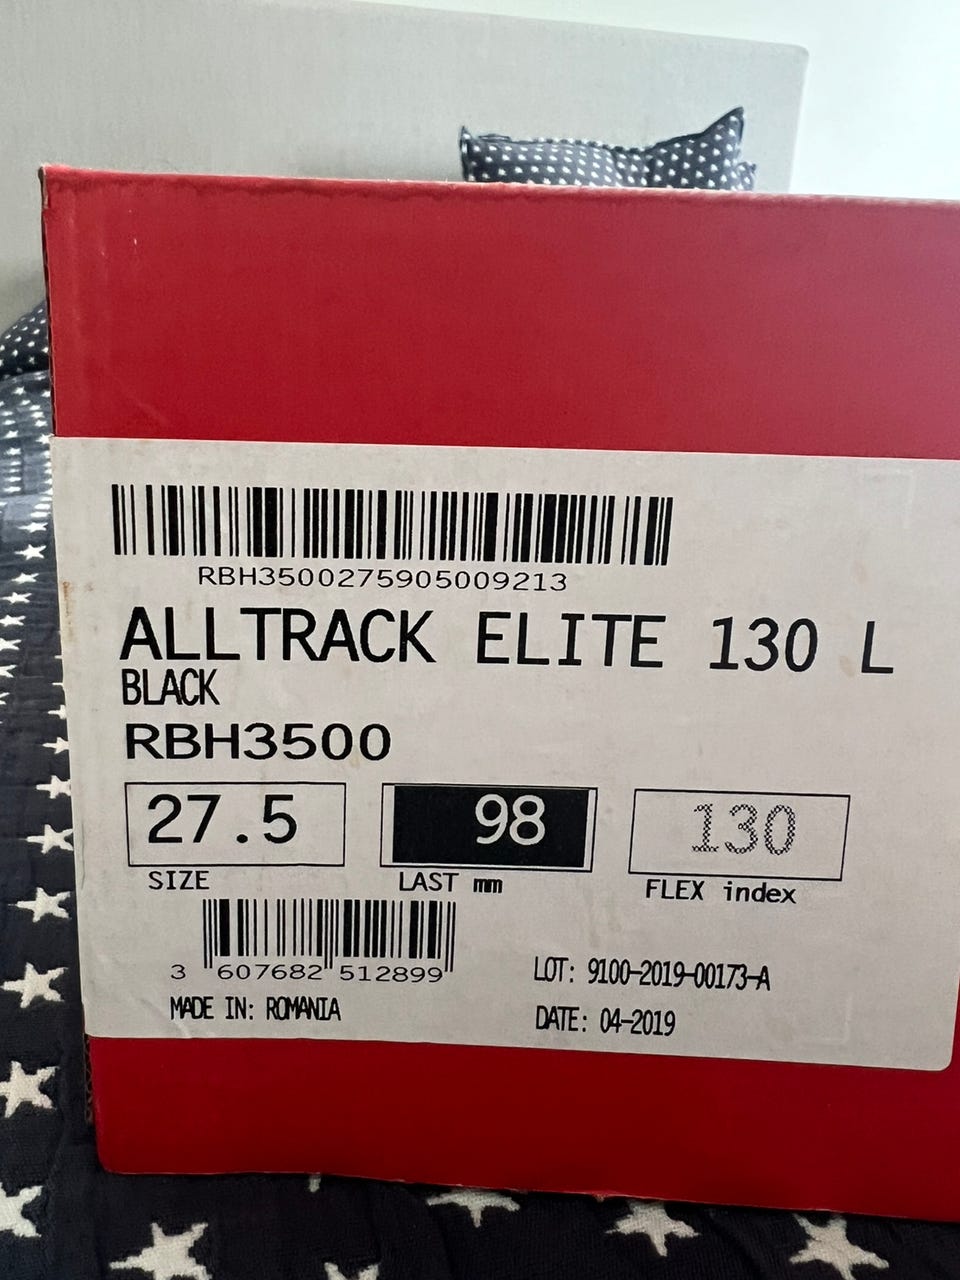 RBH3500275905009213
ALLTRACK ELITE 130 L
BLACK
RBH3500
27.5
SIZE
98
LAST mm
130
FLEX index
3 607682 512899
MADE IN: ROMANIA
LOT: 9100-2019-00173-A
DATE: 04-2019